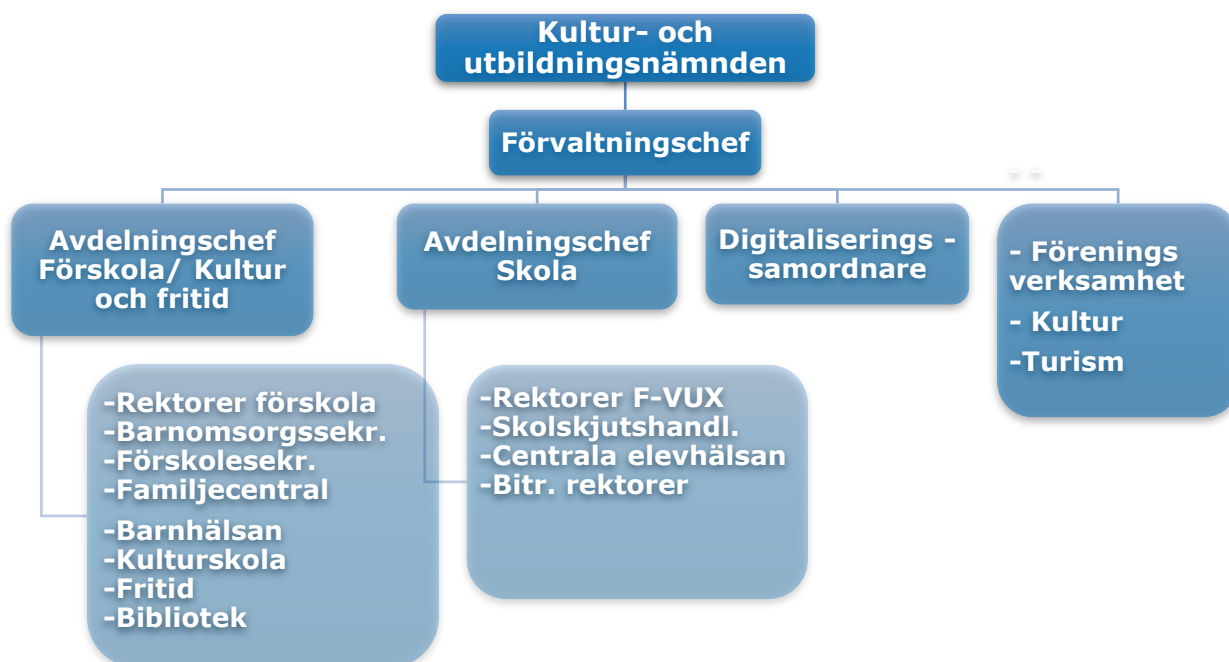 Kultur- och
utbildningsnämnden
Förvaltningschef
- -
Avdelningschef
Förskola/ Kultur
och fritid
Avdelningschef
Skola
Digitaliserings -
samordnare
- Förenings
verksamhet
- Kultur
-Turism
-Rektorer förskola
-Barnomsorgssekr.
-Förskolesekr.
-Familjecentral
-Barnhälsan
-Kulturskola
-Fritid
-Bibliotek
-Rektorer F-VUX
-Skolskjutshandl.
-Centrala elevhälsan
-Bitr. rektorer